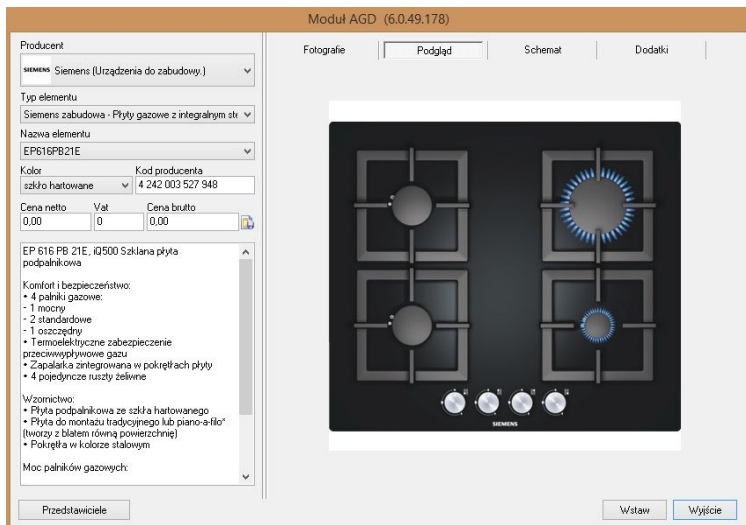 Moduł AGD (6.0.49.178)
Producent
SIEMENS Siemens (Urządzenia do zabudowy.)
Typ elementu
Siemens zabudowa - Płyty gazowe z integralnym ste
Nazwa elementu
EP616PB21E
Kolor
Kod producenta
szkło hartowane
4 242 003 527 948
Cena netto
Vat
Cena brutto
0,00
0
0,00
EP 616 PB 21E, iQ500 Szklana płyta
podpalnikowa
Komfort i bezpieczeństwo:
• 4 palniki gazowe:
- 1 mocny
- 2 standardowe
- 1 oszczędny
• Termoelektryczne zabezpieczenie
przeciwwypływowe gazu
• Zapalarka zintegrowana w pokrętłach płyty
• 4 pojedyncze ruszty żeliwne
Wzornictwo:
• Płyta podpalnikowa ze szkła hartowanego
• Płyta do montażu tradycyjnego lub piano-a-filo*
(tworzy z blatem równą powierzchnię)
• Pokrętła w kolorze stalowym
Moc palników gazowych:
Przedstawiciele
Fotografie
Podgląd
Schemat
Dodatki
SIEMENS
Wstaw
Wyjście